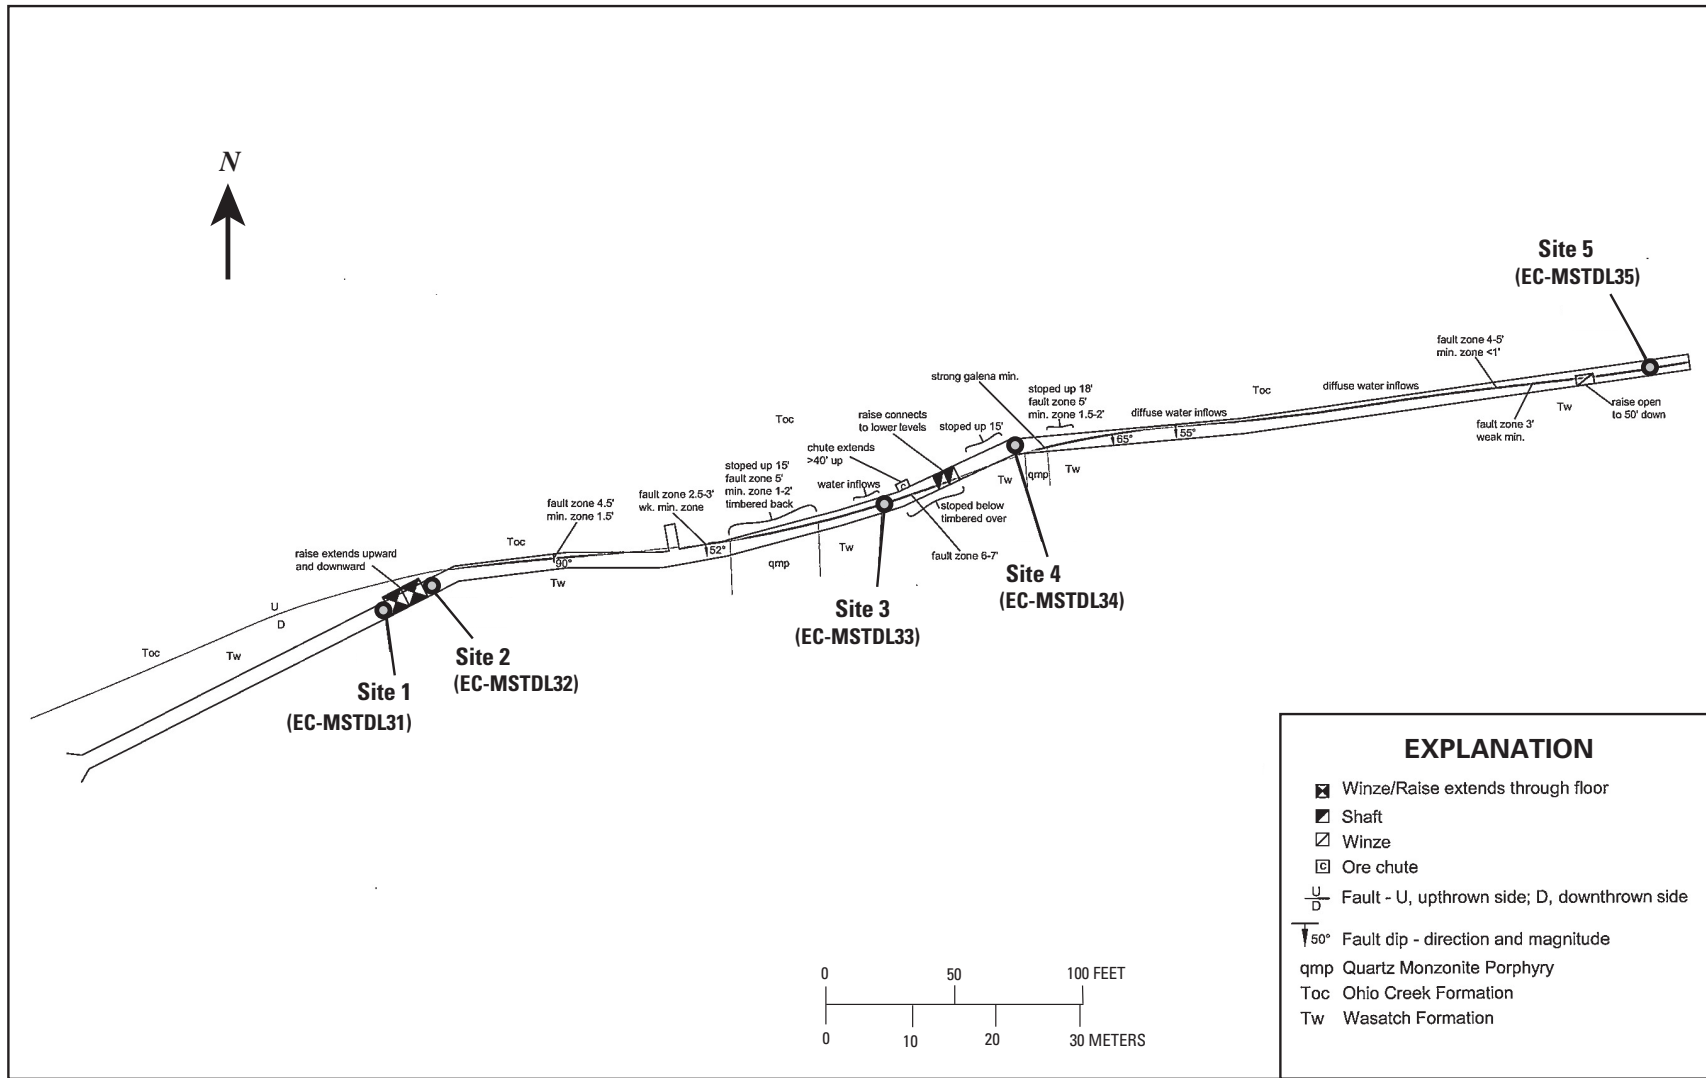 N
Site 5
(EC-MSTDL35)
fault zone 4-5'
min. zone <1'
diffuse water inflows
Toc
Tw
raise open
to 50' down
fault zone 3'
weak min.
strong galena min.
stoped up 18'
fault zone 5'
min. zone 1.5-2'
diffuse water inflows
65°
55°
Toc
raise connects
to lower levels
stoped up 15'
chute extends
>40' up
c
water inflows
stoped up 15'
fault zone 5'
min. zone 1-2'
timbered back
Tw
qmp
Tw
stoped below
timbered over
fault zone 6-7'
Tw
qmp
fault zone 2.5-3'
wk. min. zone
52°
fault zone 4.5'
min. zone 1.5'
Toc
90°
Tw
raise extends upward
and downward
U
D
Toc
Tw
Site 4
(EC-MSTDL34)
Site 3
(EC-MSTDL33)
Site 2
(EC-MSTDL32)
Site 1
(EC-MSTDL31)
0 50 100 FEET
0 10 20 30 METERS
EXPLANATION
Winze/Raise extends through floor
Shaft
Winze
C Ore chute
U
D
Fault - U, upthrown side; D, downthrown side
50° Fault dip - direction and magnitude
qmp Quartz Monzonite Porphyry
Toc Ohio Creek Formation
Tw Wasatch Formation